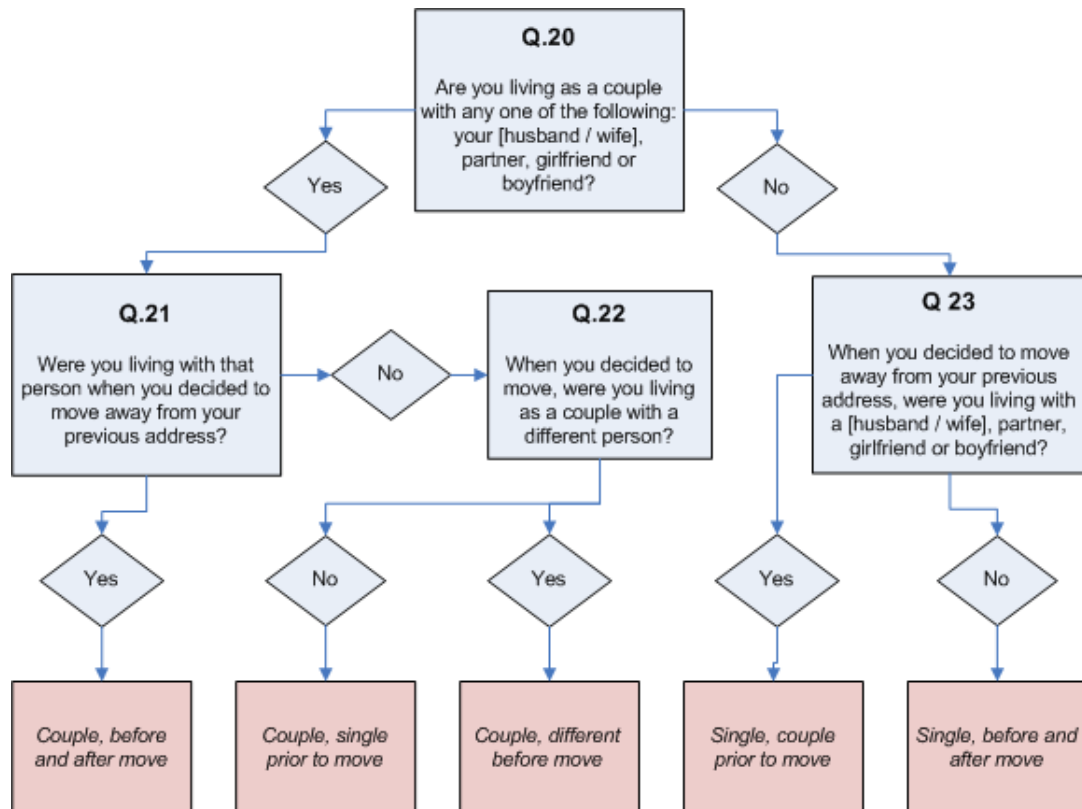 Q.20
Are you living as a couple
with any one of the following:
your [husband / wife],
partner, girlfriend or
boyfriend?
Yes
No
Q.21
Were you living with that
person when you decided to
move away from your
previous address?
No
Q.22
When you decided to
move, were you living
as a couple with a
different person?
Q 23
When you decided to move
away from your previous
address, were you living with
a [husband / wife], partner,
girlfriend or boyfriend?
Yes
No
Yes
Yes
No
Couple, before
and after move
Couple, single
prior to move
Couple, different
before move
Single, couple
prior to move
Single, before and
after move